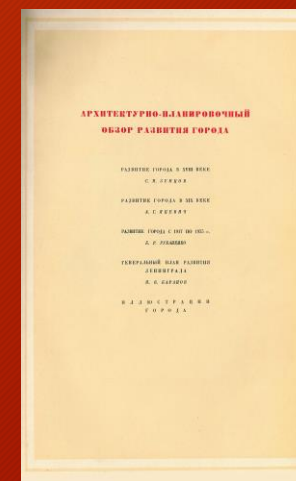 АРХИТЕКТУРНО-ПЛАНИРОВОЧНЫЙ
ОБЗОР РАЗВИТИЯ ГОРОДА
РАЗВИТИЕ ГОРОДА В XVIII ВЕКЕ
С. М. ЗЕМЦОВ
РАЗВИТИЕ ГОРОДА В XIX ВЕКЕ
РАЗВИТИЕ ГОРОДА С 1917 ПО 1955 г.
ГЕНЕРАЛЬНЫЙ ПЛАН РАЗВИТИЯ
ЛЕНИНГРАДА
Н. В. БАРАНОВ
ИЛЛЮСТРАЦИИ
ГОРОДА